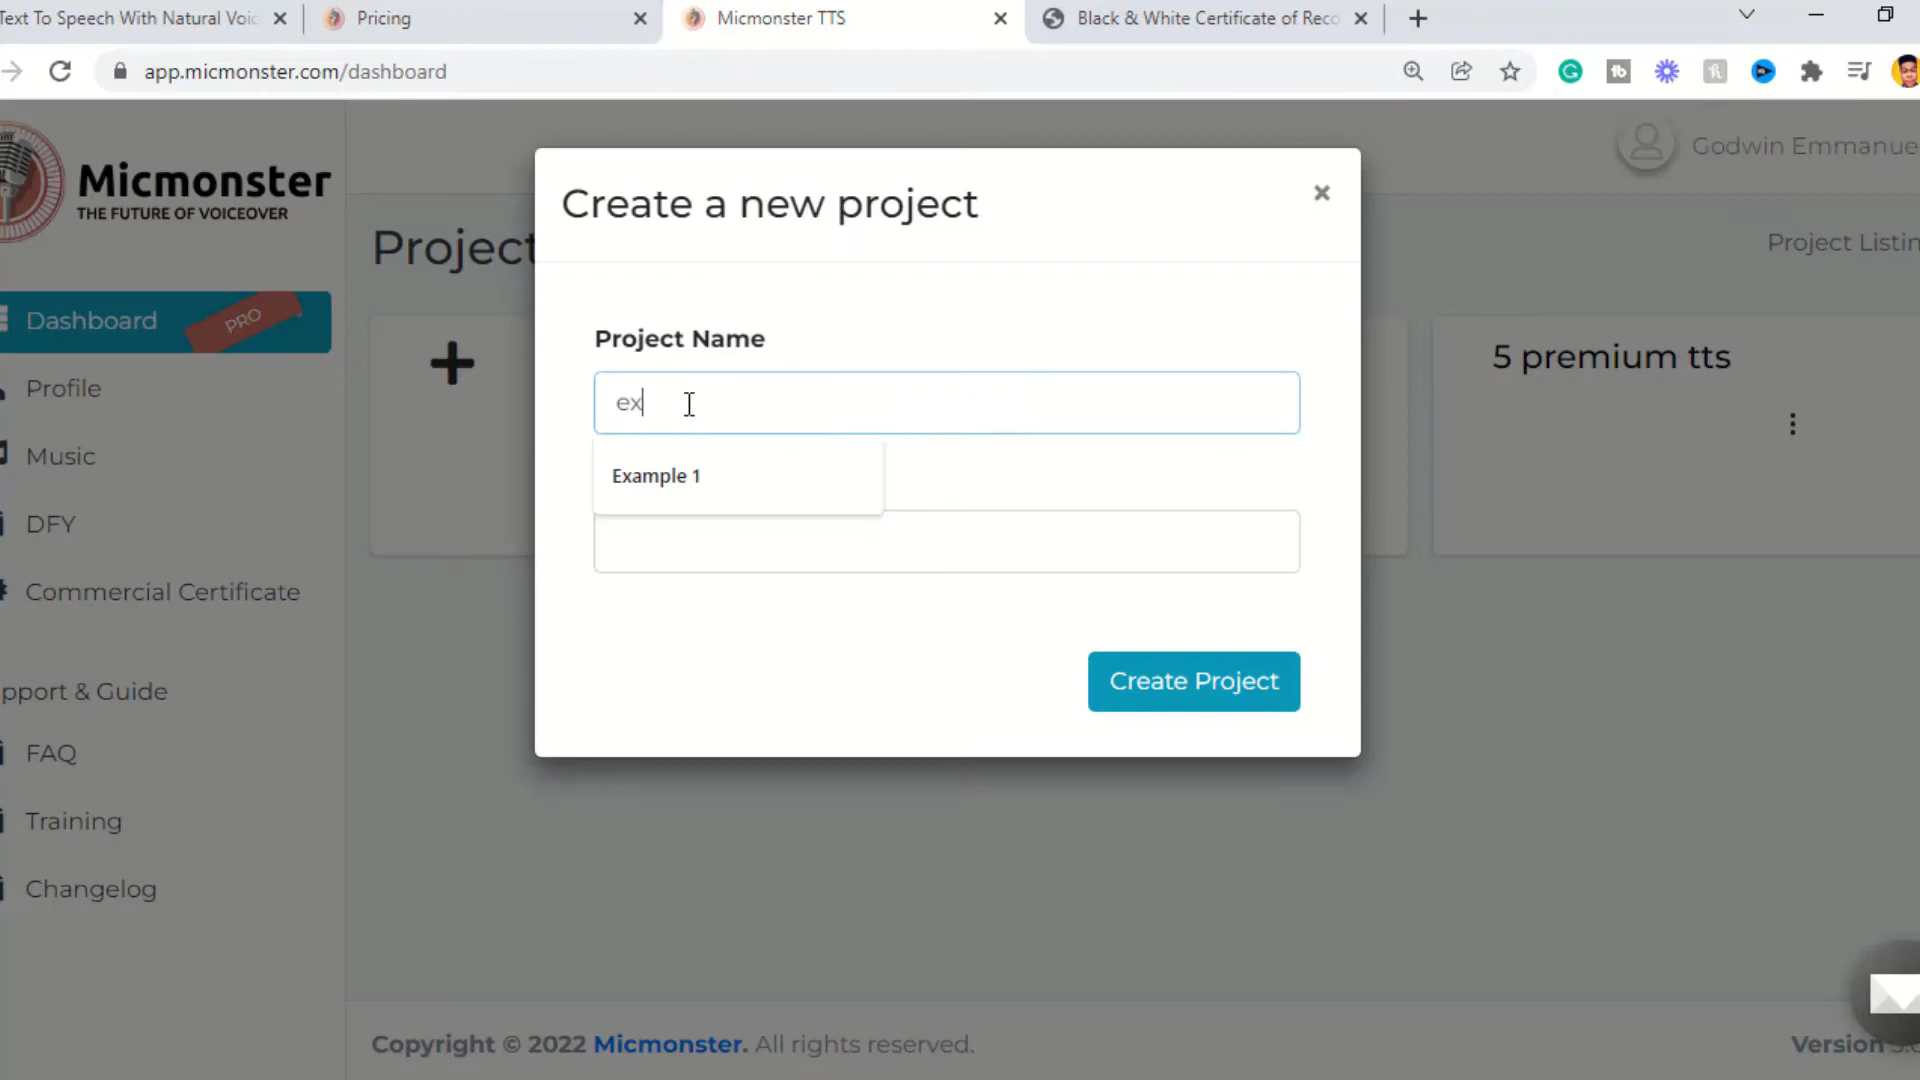 Text To Speech With Natural Voic
Pricing
Micmonster TTS
Black & White Certificate of Reco
app.micmonster.com/dashboard
Micmonster
THE FUTURE OF VOICEOVER
Godwin Emmanue
Create a new project
Project
Project Listin
Dashboard
PRO
Project Name
5 premium tts
Profile
ex
Music
Example 1
DFY
Commercial Certificate
Create Project
pport & Guide
FAQ
Training
Changelog
Copyright © 2022 Micmonster. All rights reserved.
Version